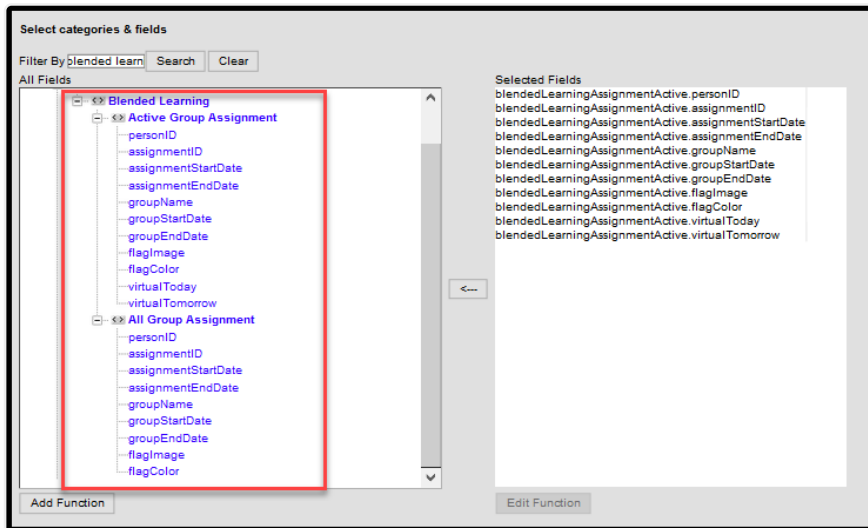 Select categories & fields
Filter By blended learn Search Clear
All Fields
Blended Learning
Active Group Assignment
personID
assignmentID
assignmentStartDate
assignmentEndDate
groupName
groupStartDate
groupEndDate
flagImage
flagColor
virtualToday
virtualTomorrow
All Group Assignment
personID
assignmentID
assignmentStartDate
assignmentEndDate
groupName
groupStartDate
groupEndDate
flagImage
flagColor
Add Function
<---
Selected Fields
blendedLearningAssignmentActive.personID
blendedLearningAssignmentActive.assignmentID
blendedLearningAssignmentActive.assignmentStartDate
blendedLearningAssignmentActive.assignmentEndDate
blendedLearningAssignmentActive.groupName
blendedLearningAssignmentActive.groupStartDate
blendedLearningAssignmentActive.groupEndDate
blendedLearningAssignmentActive.flagImage
blendedLearningAssignmentActive.flagColor
blendedLearningAssignmentActive.virtualToday
blendedLearningAssignmentActive.virtualTomorrow
Edit Function